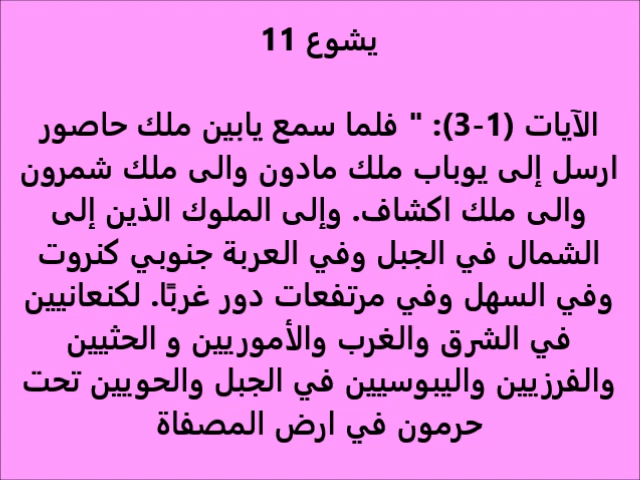 يشوع 11
الآيات (1-3): " فلما سمع يابين ملك حاصور
ارسل إلى يوباب ملك مادون والى ملك شمرون
والى ملك اكشاف. وإلى الملوك الذين إلى
الشمال في الجبل وفي العربة جنوبي كنروت
وفي السهل وفي مرتفعات دور غربًا. لكنعانيين
في الشرق والغرب والأموريين و الحثيين
والفرزيين واليبوسيين في الجبل والحويين تحت
حرمون في ارض المصفاة